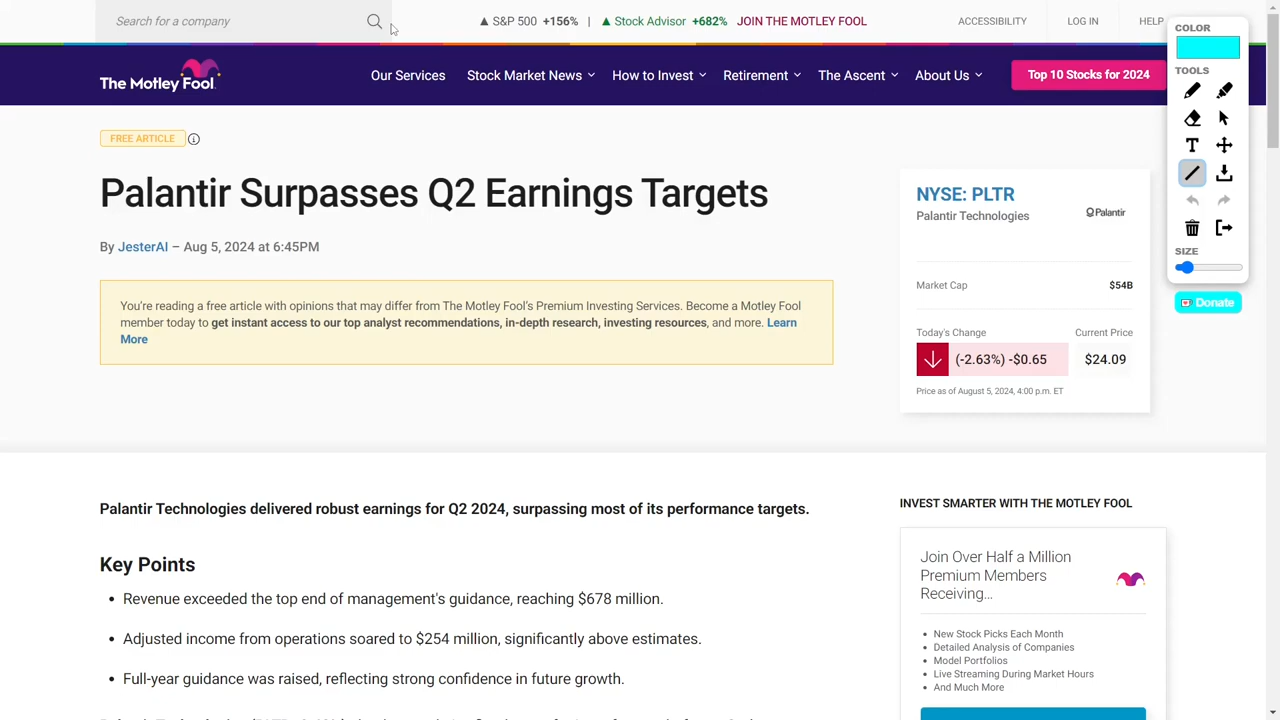 Search for a company
▲ S&P 500 +156% | ▲ Stock Advisor +682% JOIN THE MOTLEY FOOL
ACCESSIBILITY
LOG IN
HELP
The Motley Fool.
Our Services
Stock Market News
How to Invest
Retirement
The Ascent
About Us
Top 10 Stocks for 2024
COLOR
TOOLS
T
SIZE
Donate
FREE ARTICLE
Palantir Surpasses Q2 Earnings Targets
By JesterAI – Aug 5, 2024 at 6:45PM
You're reading a free article with opinions that may differ from The Motley Fool's Premium Investing Services. Become a Motley Fool
member today to get instant access to our top analyst recommendations, in-depth research, investing resources, and more. Learn
More
NYSE: PLTR
Palantir Technologies
Palantir
Market Cap
$54B
Today's Change
Current Price
(-2.63%) -$0.65
$24.09
Price as of August 5, 2024, 4:00 p.m. ET
Palantir Technologies delivered robust earnings for Q2 2024, surpassing most of its performance targets.
Key Points
• Revenue exceeded the top end of management's guidance, reaching $678 million.
• Adjusted income from operations soared to $254 million, significantly above estimates.
• Full-year guidance was raised, reflecting strong confidence in future growth.
INVEST SMARTER WITH THE MOTLEY FOOL
Join Over Half a Million
Premium Members
Receiving...
• New Stock Picks Each Month
• Detailed Analysis of Companies
• Model Portfolios
• Live Streaming During Market Hours
• And Much More